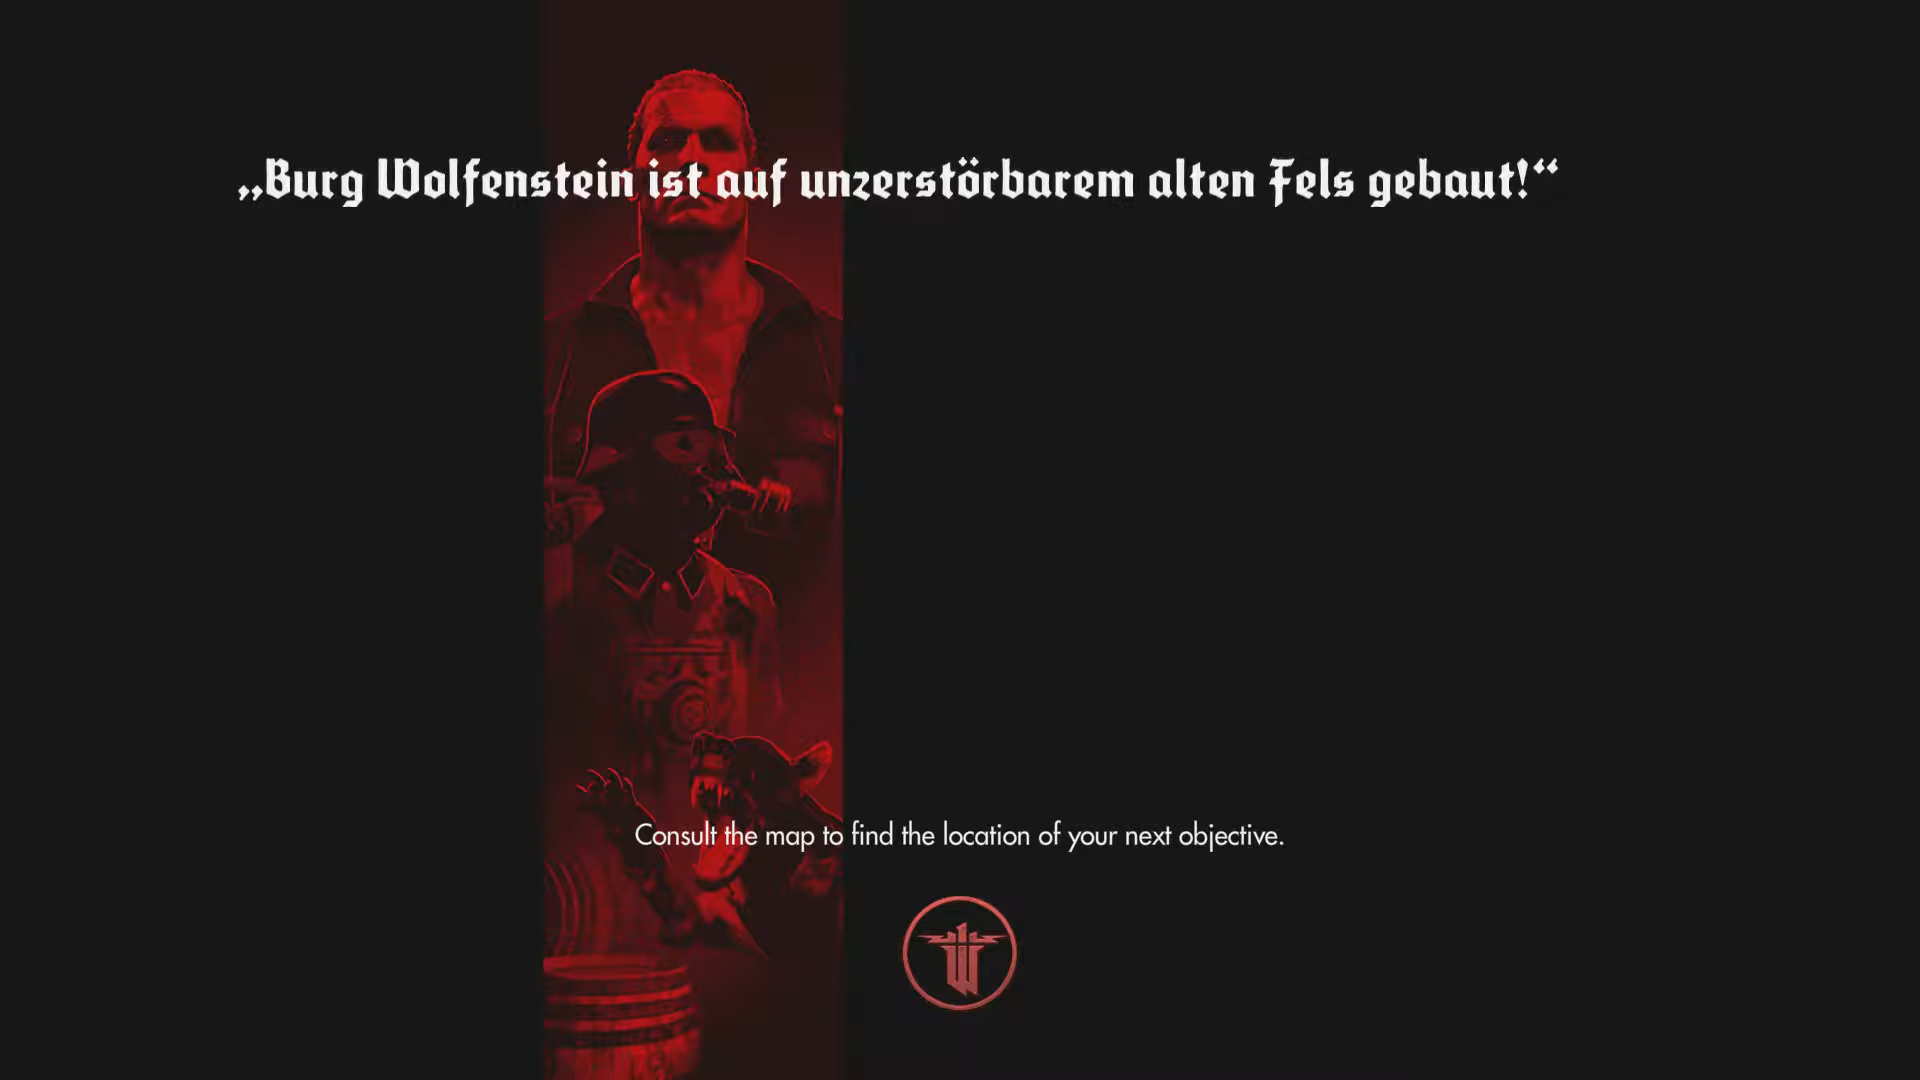 „Burg Wolfenstein ist auf unzerstörbarem alten Fels gebaut!“
Consult the map to find the location of your next objective.